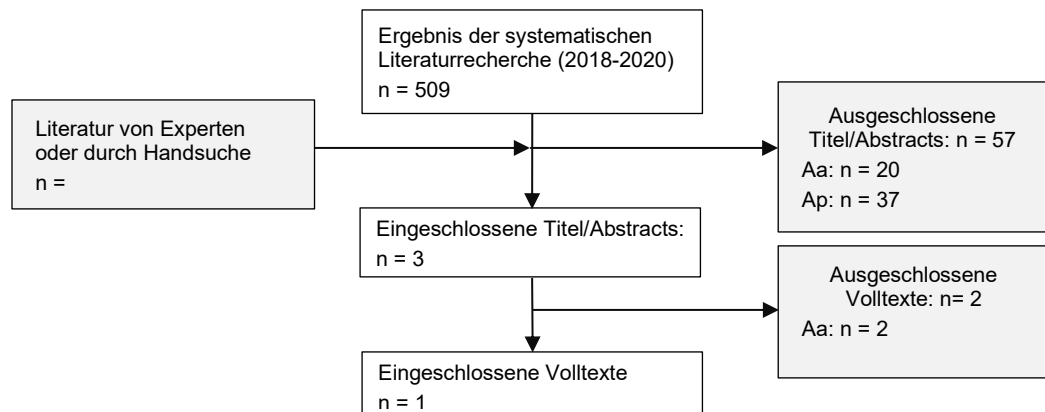 Ergebnis der systematischen
Literaturrecherche (2018-2020)
n = 509
Literatur von Experten
oder durch Handsuche
n =
Ausgeschlossene
Titel/Abstracts: n = 57
Aa: n = 20
Ap: n = 37
Eingeschlossene Titel/Abstracts:
n = 3
Ausgeschlossene
Volltexte: n= 2
Aa: n = 2
Eingeschlossene Volltexte
n = 1